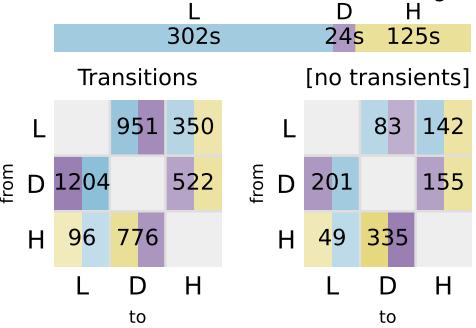 L D H
302s 24s 125s
Transitions [no transients]
L 951 350
D 1204 522
H 96 776
L D H
from
to
L 83 142
D 201 155
H 49 335
L D H
from
to